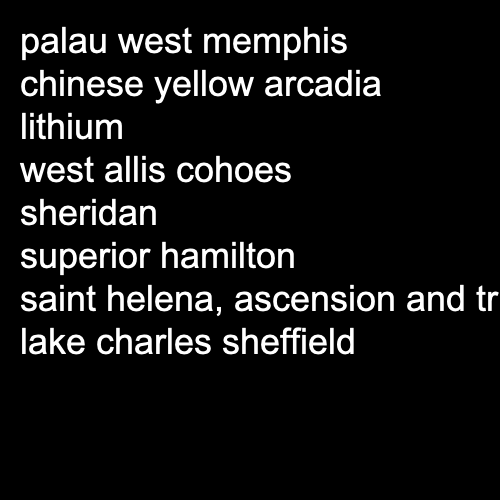 palau west memphis
chinese yellow arcadia
lithium
west allis cohoes
sheridan
superior hamilton
saint helena, ascension and tr
lake charles sheffield